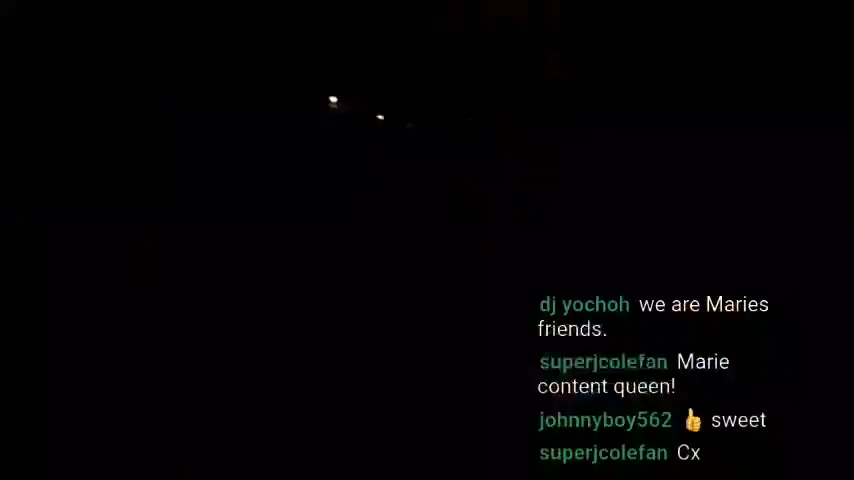 dj yochoh we are Maries
friends.
superjcolefan Marie
content queen!
johnnyboy562 👍 sweet
superjcolefan Cx